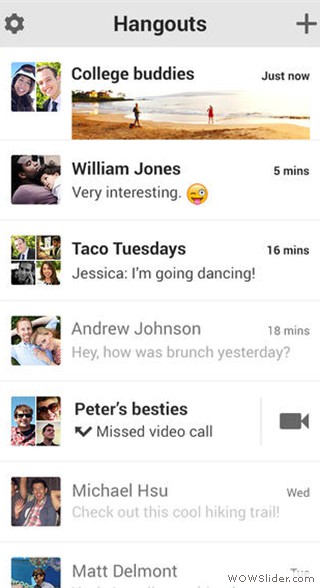 Hangouts
College buddies Just now
William Jones 5 mins
Very interesting. 😜
Taco Tuesdays 16 mins
Jessica: I'm going dancing!
Andrew Johnson 18 mins
Hey, how was brunch yesterday?
Peter's besties
Missed video call
Michael Hsu Wed
Check out this cool hiking trail!
Matt Delmont Tue
WOWSlider.com